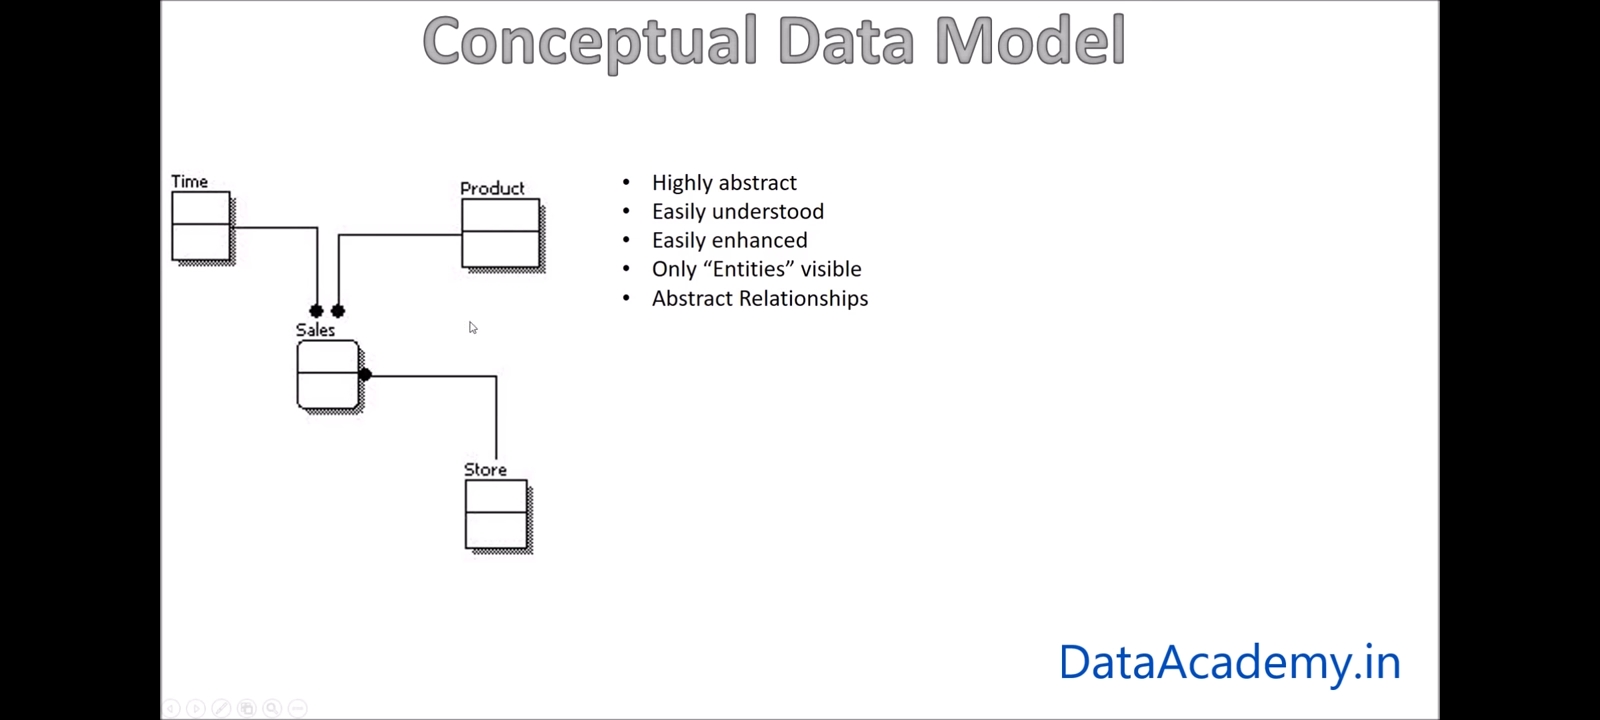 Conceptual Data Model
Time
Product
Sales
Store
• Highly abstract
• Easily understood
• Easily enhanced
• Only “Entities” visible
• Abstract Relationships
DataAcademy.in